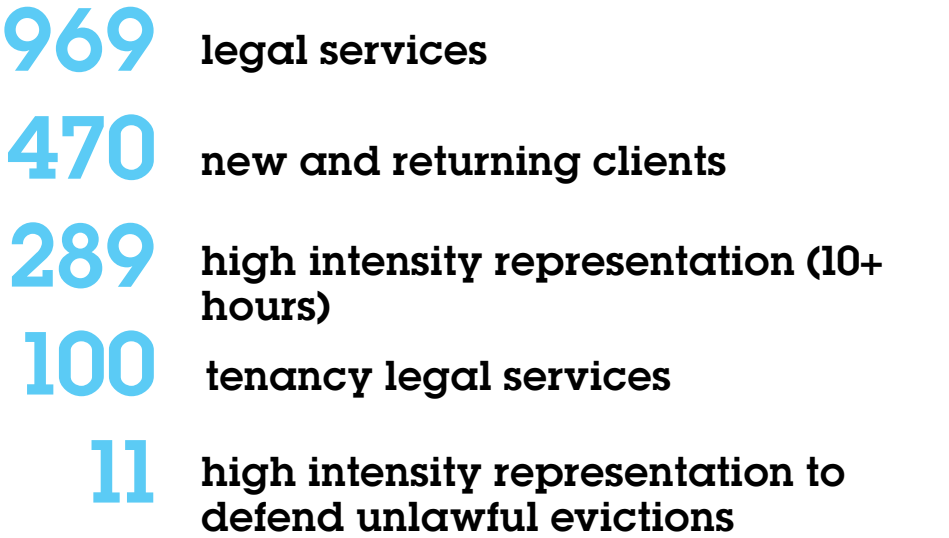 969 legal services
470 new and returning clients
289 high intensity representation (10+
hours)
100 tenancy legal services
11 high intensity representation to
defend unlawful evictions